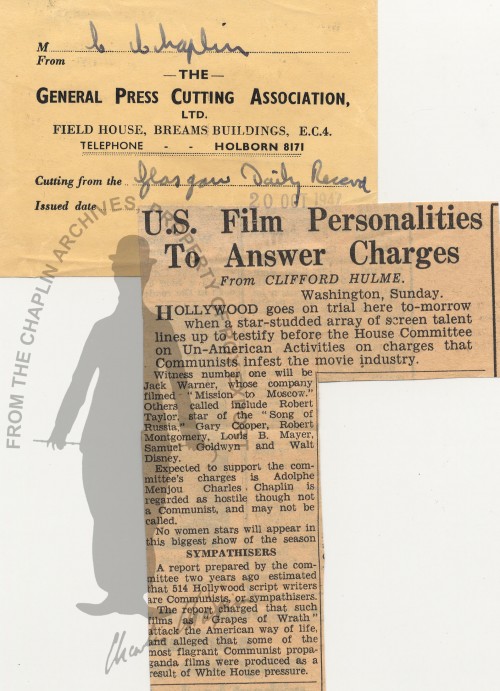 M C Chaplin
From
—THE—
GENERAL PRESS CUTTING ASSOCIATION,
LTD.
FIELD HOUSE, BREAMS BUILDINGS, E.C.4.
TELEPHONE - - HOLBORN 8171
Cutting from the Glasgow Daily Record
Issued date 20 OCT 1947
U.S. Film Personalities
To Answer Charges
From CLIFFORD HULME.
Washington, Sunday.
HOLLYWOOD goes on trial here to-morrow
when a star-studded array of screen talent
lines up to testify before the House Committee
on Un-American Activities on charges that
Communists infest the movie industry.
Witness number one will be
Jack Warner, whose company
filmed "Mission to Moscow."
Others called include Robert
Taylor, star of the "Song of
Russia," Gary Cooper, Robert
Montgomery, Louis B. Mayer,
Samuel Goldwyn and Walt
Disney.
Expected to support the com-
mittee's charges is Adolphe
Menjou Charles Chaplin is
regarded as hostile though not
a Communist, and may not be
called.
No women stars will appear in
this biggest show of the season
SYMPATHISERS
A report prepared by the com-
mittee two years ago estimated
that 514 Hollywood script writers
are Communists, or sympathisers.
The report charged that such
films as "Grapes of Wrath"
attack the American way of life,
and alleged that some of the
most flagrant Communist propa-
ganda films were produced as a
result of White House pressure.
FROM THE CHAPLIN ARCHIVES, PROPERTY